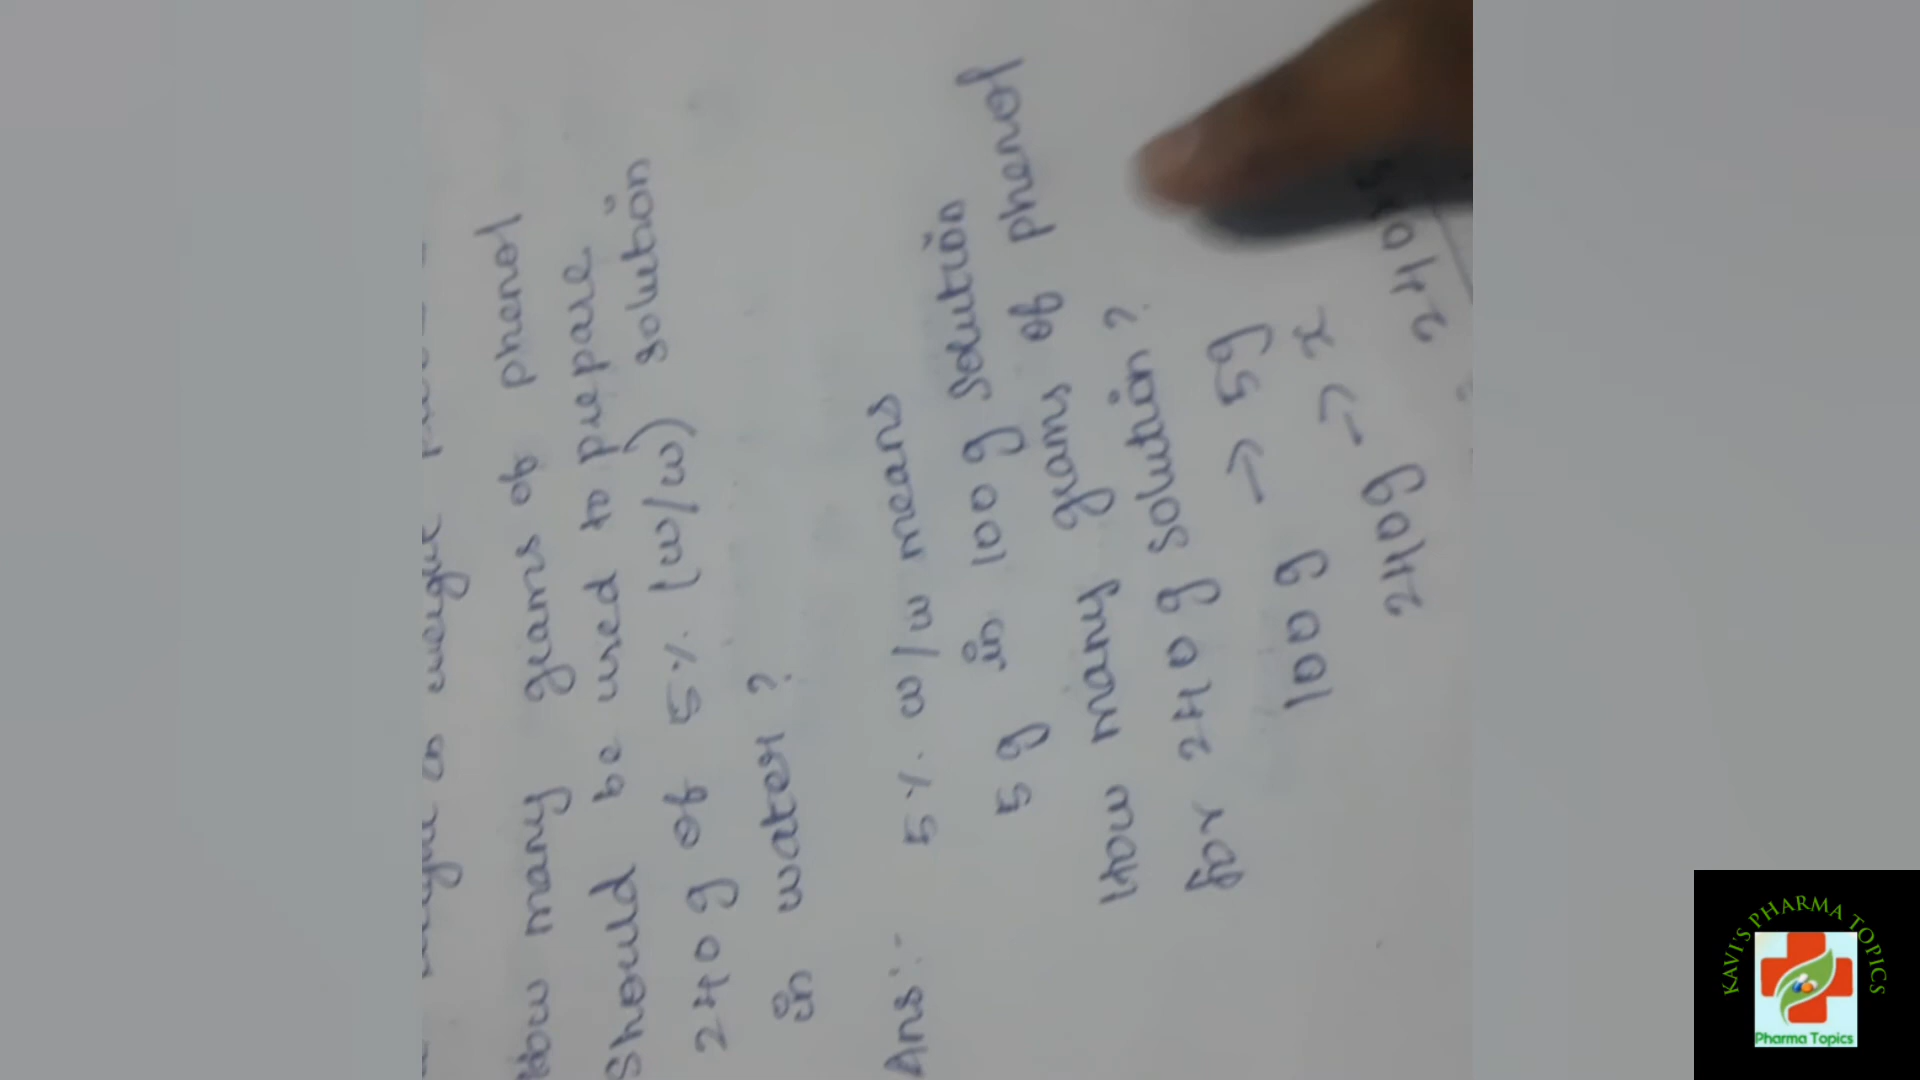 How many grams of phenol
Should be used to prepare
240 g of 5% (w/w) solution
in water?
Ans:- 5% w/w means
5 g in 100 g solution
How many grams of phenol
for 240 g solution?
100 g → 5g
240g → x
240
KAVI'S PHARMA TOPICS
Pharma Topics